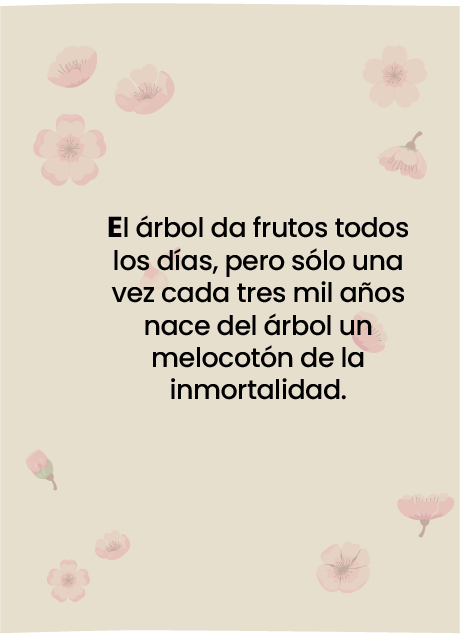 El árbol da frutos todos
los días, pero sólo una
vez cada tres mil años
nace del árbol un
melocotón de la
inmortalidad.